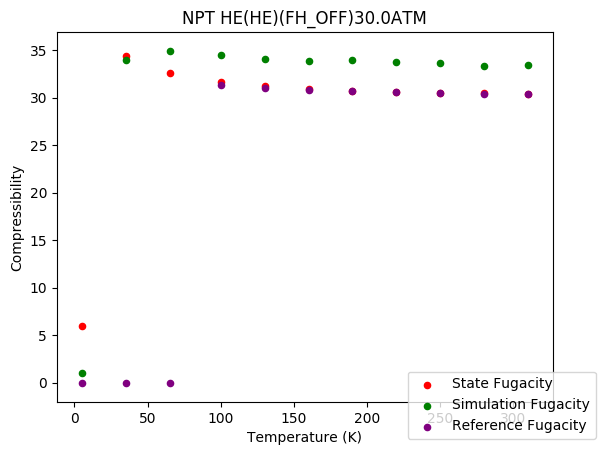 NPT HE(HE)(FH_OFF)30.0ATM
35
30
25
20
15
10
5
0
Compressibility
0 50 100 150 200 250 300
Temperature (K)
State Fugacity
Simulation Fugacity
Reference Fugacity